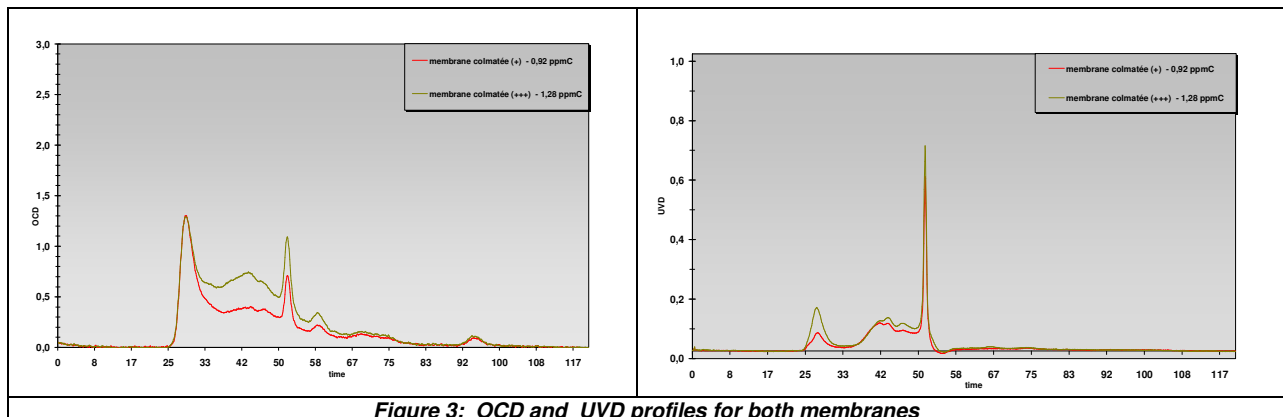 3,0
2,5
2,0
1,5
1,0
0,5
0,0
OCD
0 8 17 25 33 42 50 58 67 75 83 92 100 108 117
time
membrane colmatée (+) - 0,92 ppmC
membrane colmatée (+++) - 1,28 ppmC
1,0
0,8
0,6
0,4
0,2
0,0
UVD
0 8 17 25 33 42 50 58 67 75 83 92 100 108 117
time
membrane colmatée (+) - 0,92 ppmC
membrane colmatée (+++) - 1,28 ppmC
Figure 3: OCD and UVD profiles for both membranes